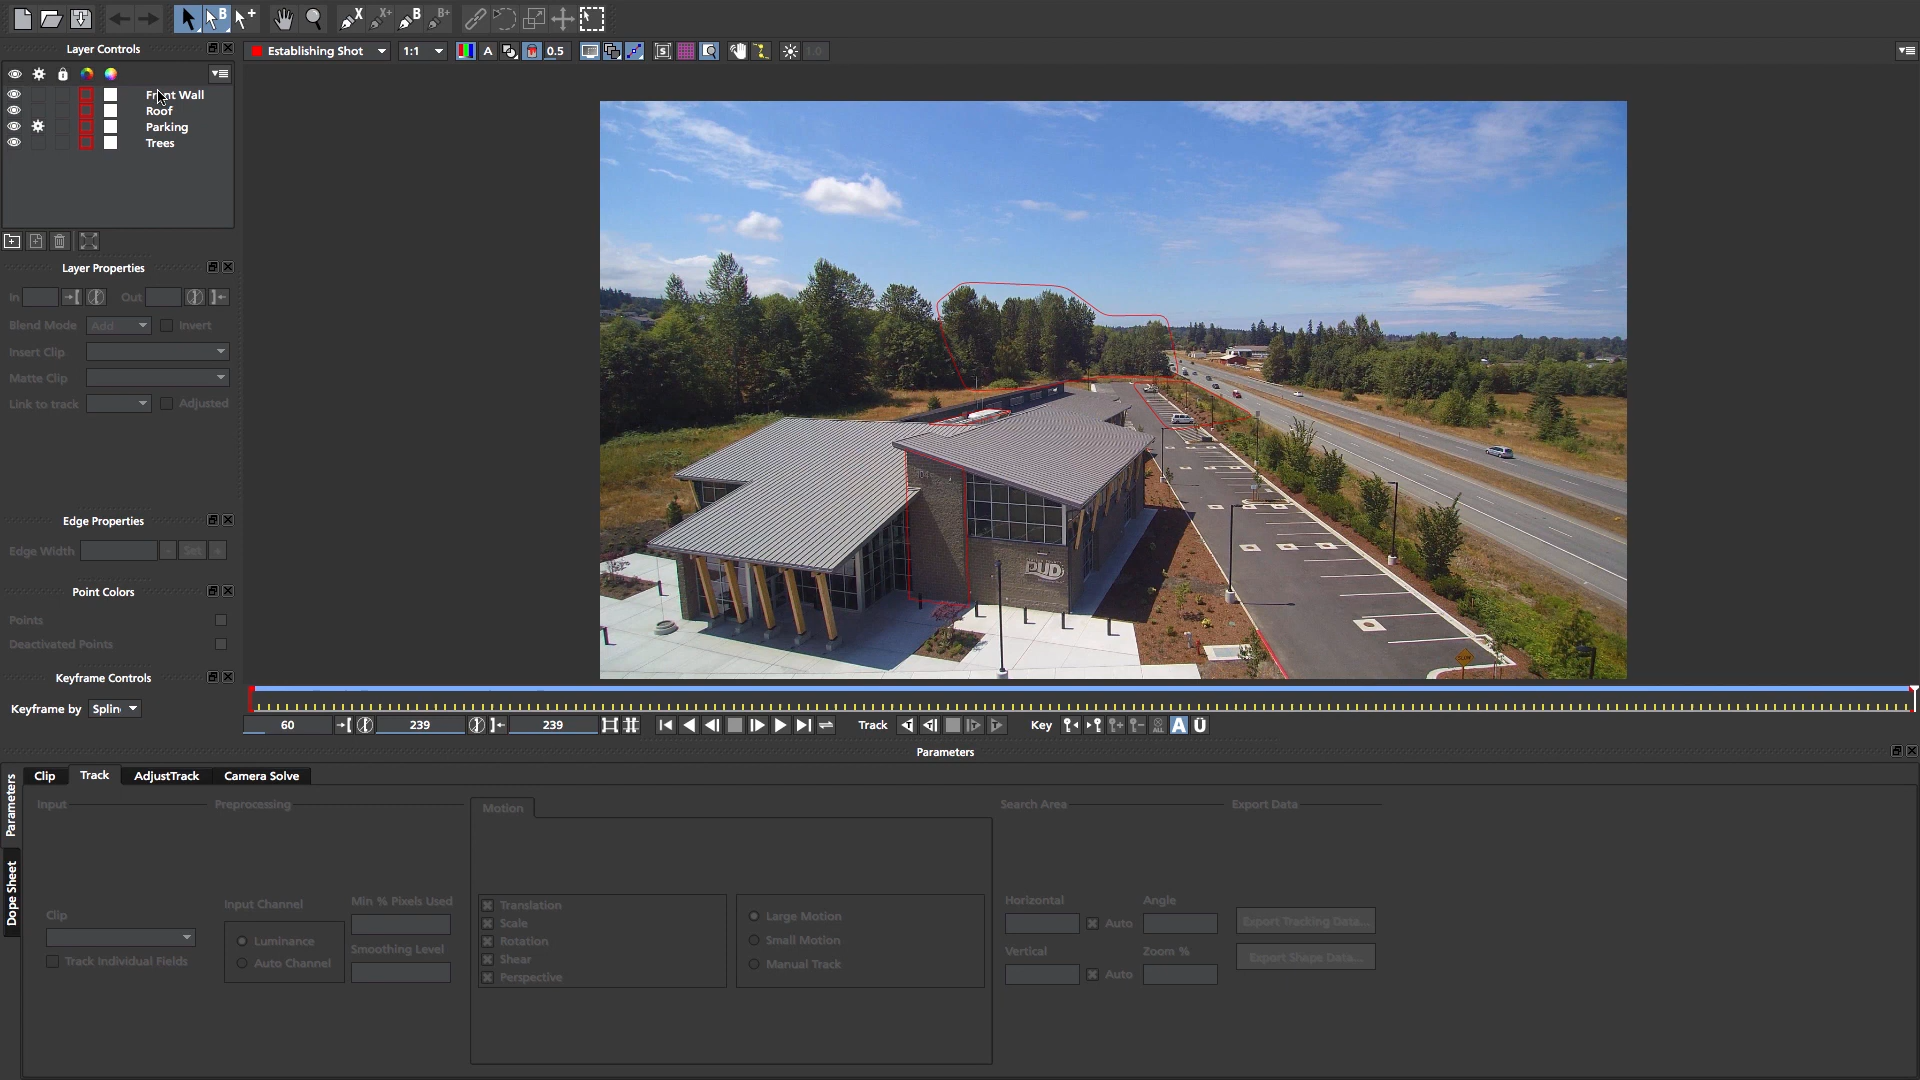 Layer Controls
Establishing Shot
1:1
A
0.5
1.0
Front Wall
Roof
Parking
Trees
Layer Properties
In
Out
Blend Mode
Add
Invert
Insert Clip
Matte Clip
Link to track
Adjusted
Edge Properties
Edge Width
Set
Point Colors
Points
Deactivated Points
Keyframe Controls
Keyframe by
Splin
PUD
SLOW
60
239
239
Track
Key
ALL
A
Ü
Parameters
Parameters
Dope Sheet
Clip
Track
AdjustTrack
Camera Solve
Input
Preprocessing
Motion
Search Area
Export Data
Clip
Track Individual Fields
Input Channel
Luminance
Auto Channel
Min % Pixels Used
Smoothing Level
Translation
Scale
Rotation
Shear
Perspective
Large Motion
Small Motion
Manual Track
Horizontal
Auto
Angle
Vertical
Auto
Zoom %
Export Tracking Data...
Export Shape Data...